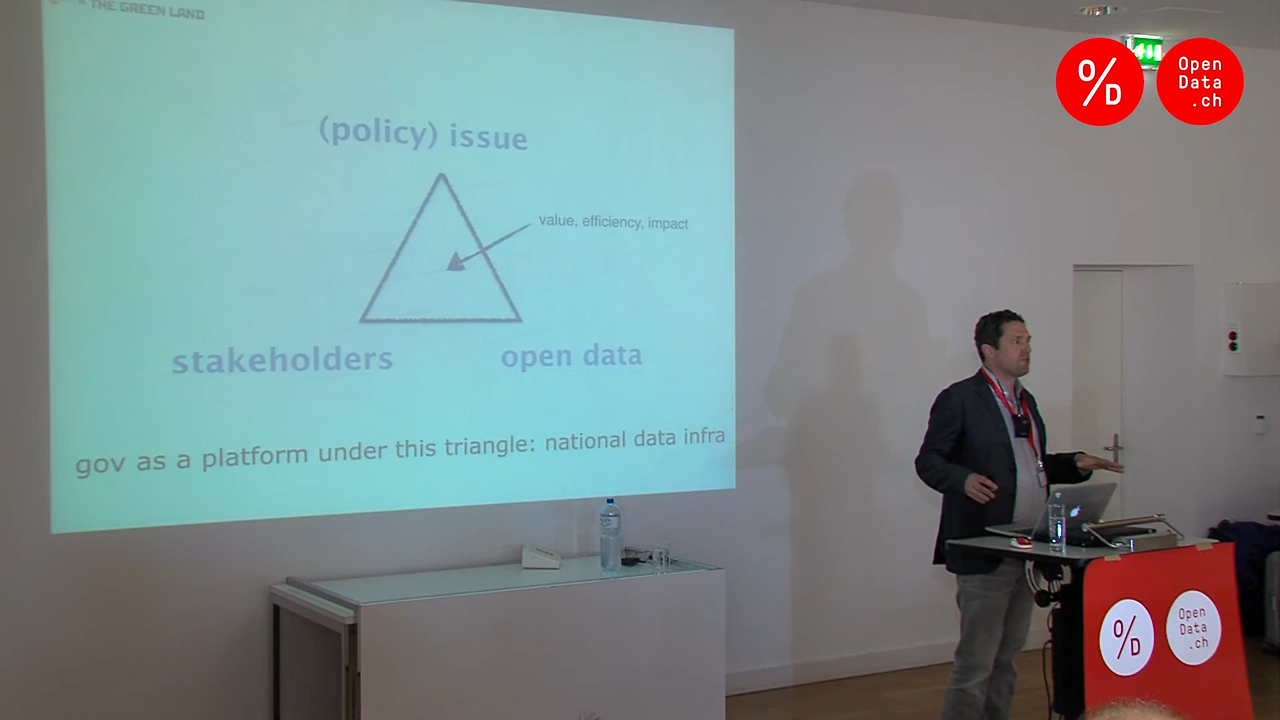 THE GREEN LAND
(policy) issue
value, efficiency, impact
stakeholders
open data
gov as a platform under this triangle: national data infra
O/D
Open
Data
.ch
O/D
Open
Data
.ch